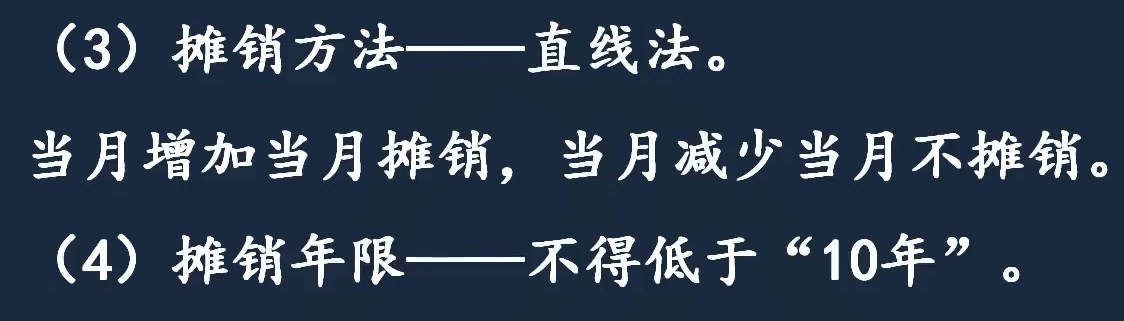 （3）摊销方法——直线法。
当月增加当月摊销，当月减少当月不摊销。
（4）摊销年限——不得低于“10年”。